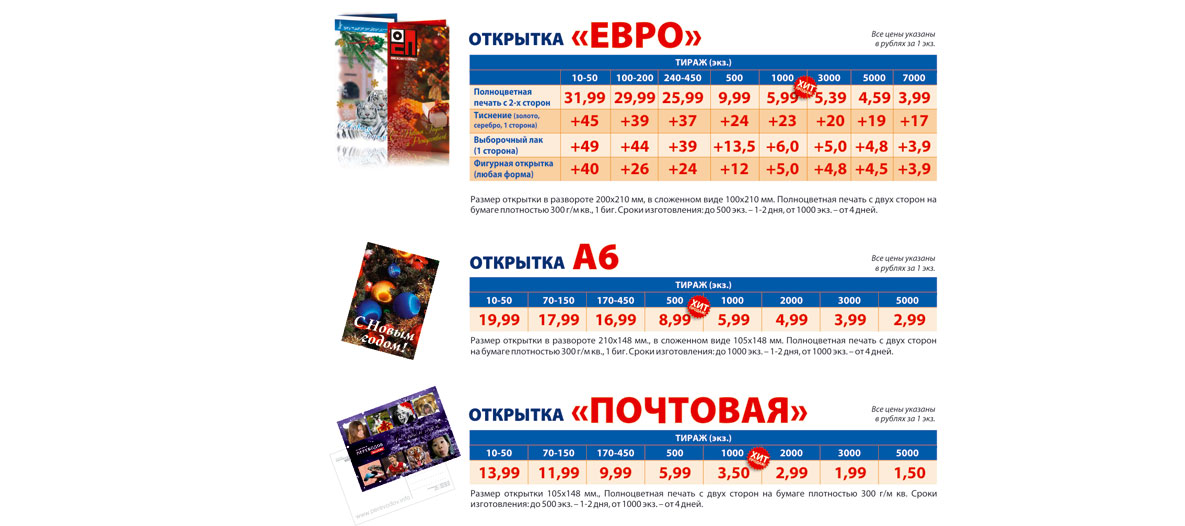 ОТКРЫТКА «ЕВРО»
Все цены указаны
в рублях за 1 экз.
ТИРАЖ (экз.)
10-50 100-200 240-450 500 1000 3000 5000 7000
ХИТ
Полноцветная
печать с 2-х сторон
31,99 29,99 25,99 9,99 5,99 5,39 4,59 3,99
Тиснение (золото,
серебро, 1 сторона)
+45 +39 +37 +24 +23 +20 +19 +17
Выборочный лак
(1 сторона)
+49 +44 +39 +13,5 +6,0 +5,0 +4,8 +3,9
Фигурная открытка
(любая форма)
+40 +26 +24 +12 +5,0 +4,8 +4,5 +3,9
Размер открытки в развороте 200х210 мм, в сложенном виде 100х210 мм. Полноцветная печать с двух сторон на
бумаге плотностью 300 г/м кв., 1 биг. Сроки изготовления: до 500 экз. – 1-2 дня, от 1000 экз. – от 4 дней.
С Новым
годом!
ОТКРЫТКА А6
Все цены указаны
в рублях за 1 экз.
ТИРАЖ (экз.)
10-50 70-150 170-450 500 1000 2000 3000 5000
ХИТ
19,99 17,99 16,99 8,99 5,99 4,99 3,99 2,99
Размер открытки в развороте 210х148 мм., в сложенном виде 105х148 мм. Полноцветная печать с двух сторон
на бумаге плотностью 300 г/м кв., 1 биг. Сроки изготовления: до 1000 экз. – 1-2 дня, от 1000 экз. – от 4 дней.
ОТКРЫТКА «ПОЧТОВАЯ»
Все цены указаны
в рублях за 1 экз.
ТИРАЖ (экз.)
10-50 70-150 170-450 500 1000 2000 3000 5000
ХИТ
13,99 11,99 9,99 5,99 3,50 2,99 1,99 1,50
Размер открытки 105х148 мм., Полноцветная печать с двух сторон на бумаге плотностью 300 г/м кв. Сроки
изготовления: до 500 экз. – 1-2 дня, от 1000 экз. – от 4 дней.